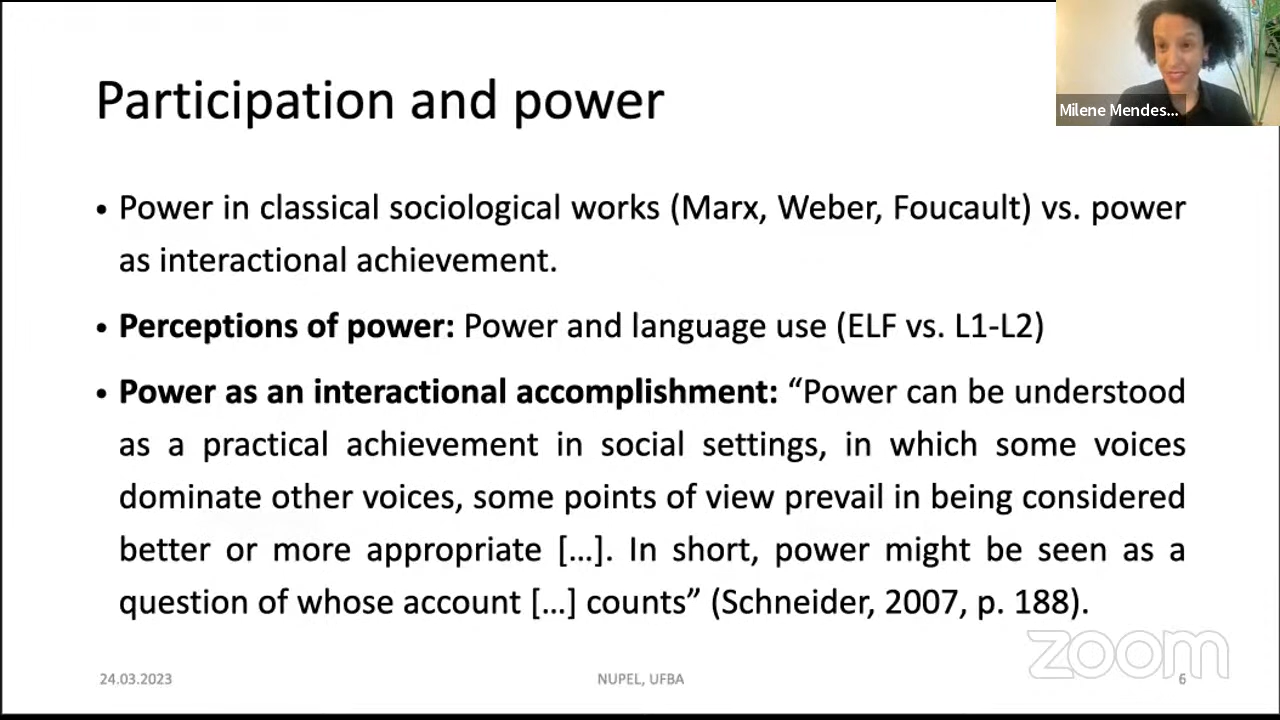 Participation and power
Milene Mendes...
• Power in classical sociological works (Marx, Weber, Foucault) vs. power
as interactional achievement.
• Perceptions of power: Power and language use (ELF vs. L1-L2)
• Power as an interactional accomplishment: “Power can be understood
as a practical achievement in social settings, in which some voices
dominate other voices, some points of view prevail in being considered
better or more appropriate […]. In short, power might be seen as a
question of whose account […] counts” (Schneider, 2007, p. 188).
zoom
24.03.2023
NUPEL, UFBA
6